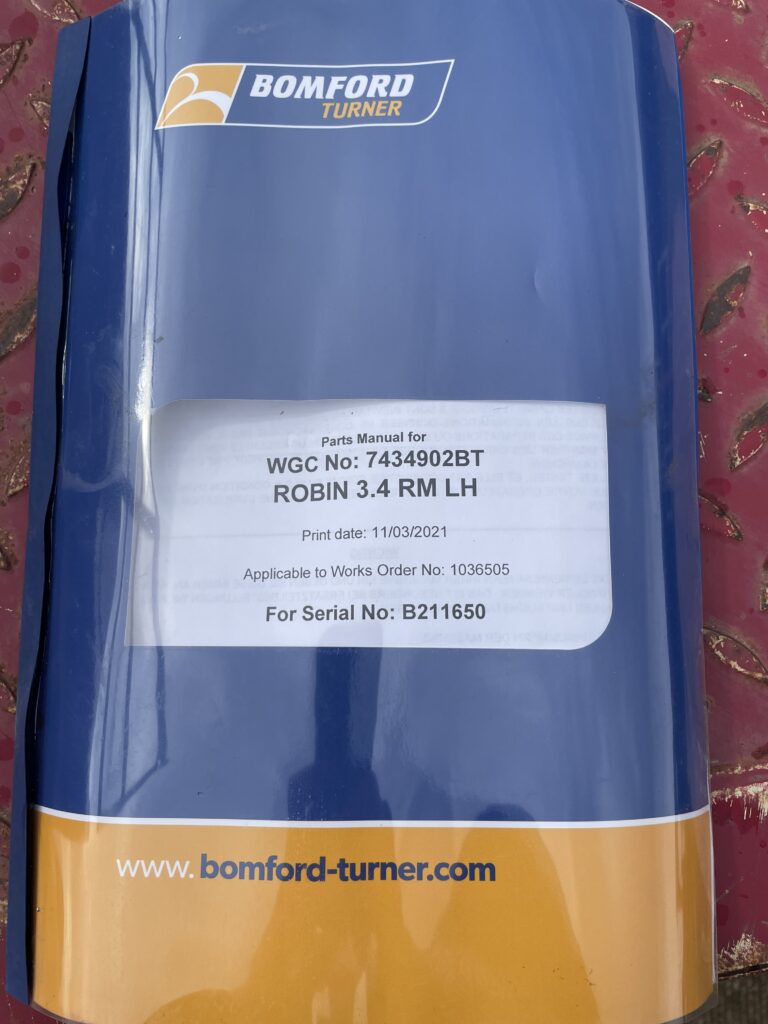 BOMFORD
TURNER
Parts Manual for
WGC No: 7434902BT
ROBIN 3.4 RM LH
Print date: 11/03/2021
Applicable to Works Order No: 1036505
For Serial No: B211650
www.bomford-turner.com